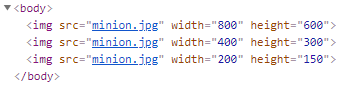 ▼<body>
<img src="minion.jpg" width="800" height="600">
<img src="minion.jpg" width="400" height="300">
<img src="minion.jpg" width="200" height="150">
</body>